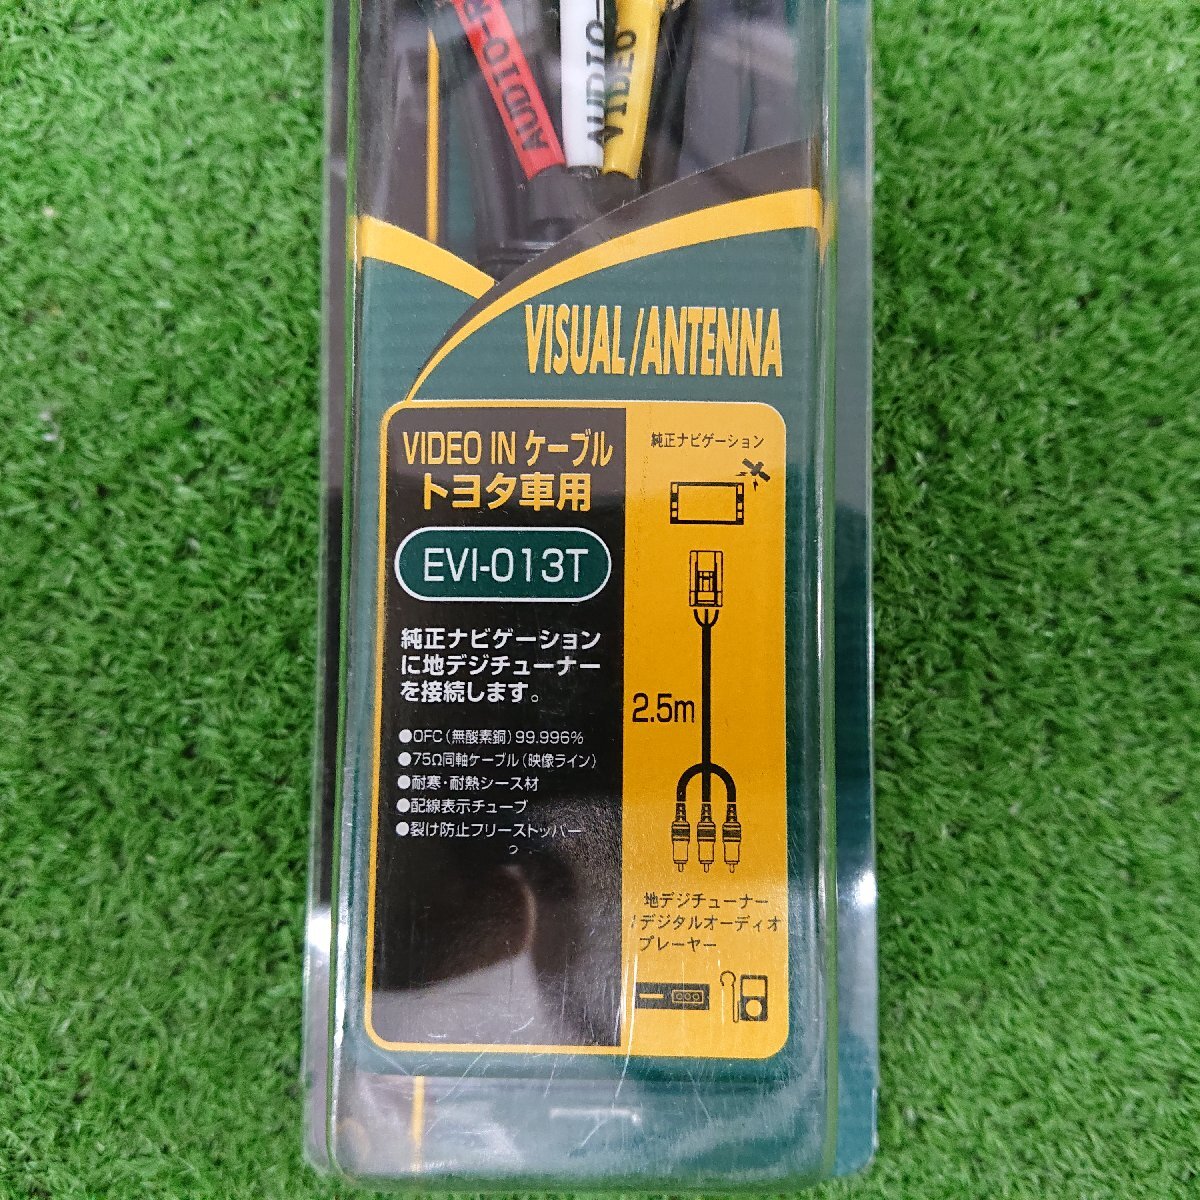 AUDIO-R
AUDIO-
VIDEO
VISUAL/ANTENNA
VIDEO IN ケーブル
トヨタ車用
EVI-013T
純正ナビゲーション
に地デジチューナー
を接続します。
●OFC（無酸素銅）99.996%
●75Ω同軸ケーブル（映像ライン）
●耐寒・耐熱シース材
●配線表示チューブ
●裂け防止フリーストッパー
純正ナビゲーション
2.5m
地デジチューナー
/デジタルオーディオ
プレーヤー